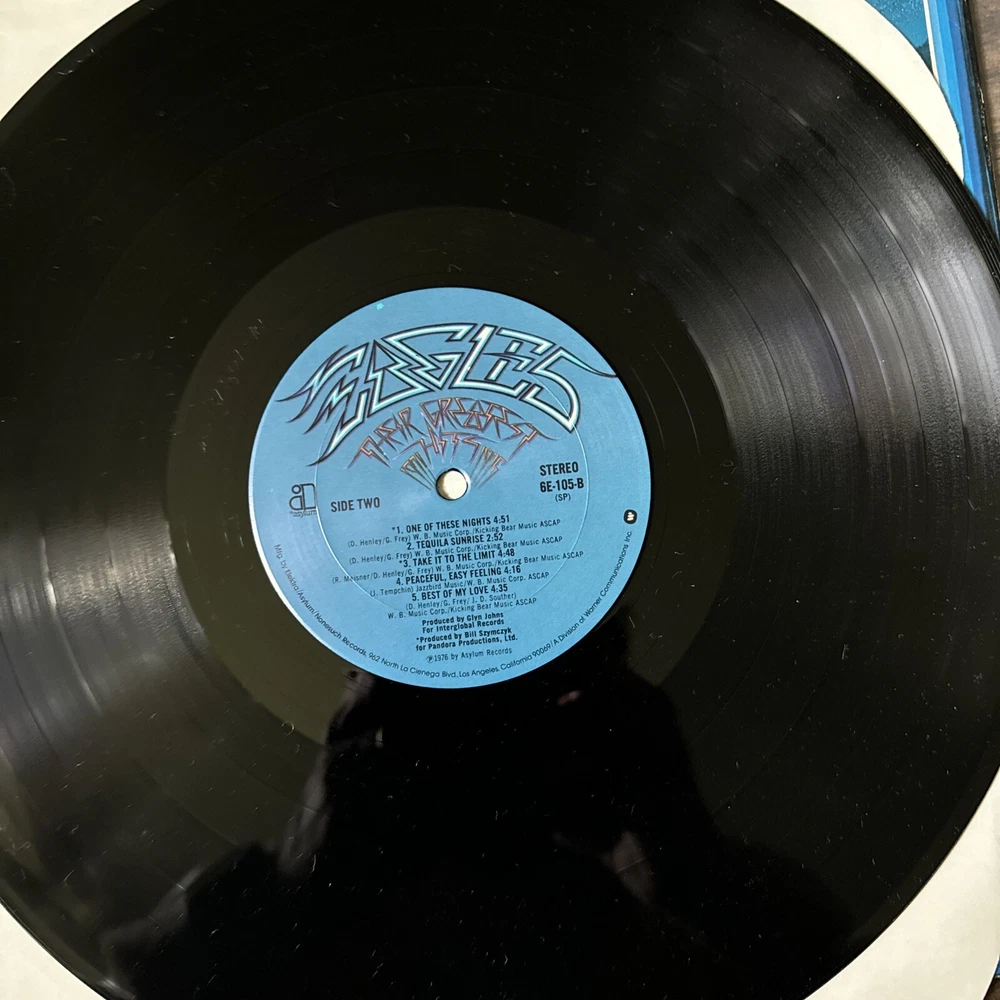 EAGLES
THEIR GREATEST
HITS
1971 1975
STEREO
6E-105-B
(SP)
asylum
SIDE TWO
*1. ONE OF THESE NIGHTS 4:51
(D. Henley/G. Frey) W. B. Music Corp./Kicking Bear Music ASCAP
2. TEQUILA SUNRISE 2:52
(D. Henley/G. Frey) W. B. Music Corp./Kicking Bear Music ASCAP
*3. TAKE IT TO THE LIMIT 4:48
(R. Meisner/D. Henley/G. Frey) W. B. Music Corp./Kicking Bear Music ASCAP
4. PEACEFUL, EASY FEELING 4:16
(J. Tempchin) Jazzbird Music/W. B. Music Corp. ASCAP
5. BEST OF MY LOVE 4:35
(D. Henley/G. Frey/J. D. Souther)
W. B. Music Corp./Kicking Bear Music ASCAP
Produced by Glyn Johns
For Interglobal Records
*Produced by Bill Szymczyk
for Pandora Productions, Ltd.
℗1976 by Asylum Records
Mfg. by Elektra/Asylum/Nonesuch Records, 962 North La Cienega Blvd., Los Angeles, California 90069/A Division of Warner Communications Inc.